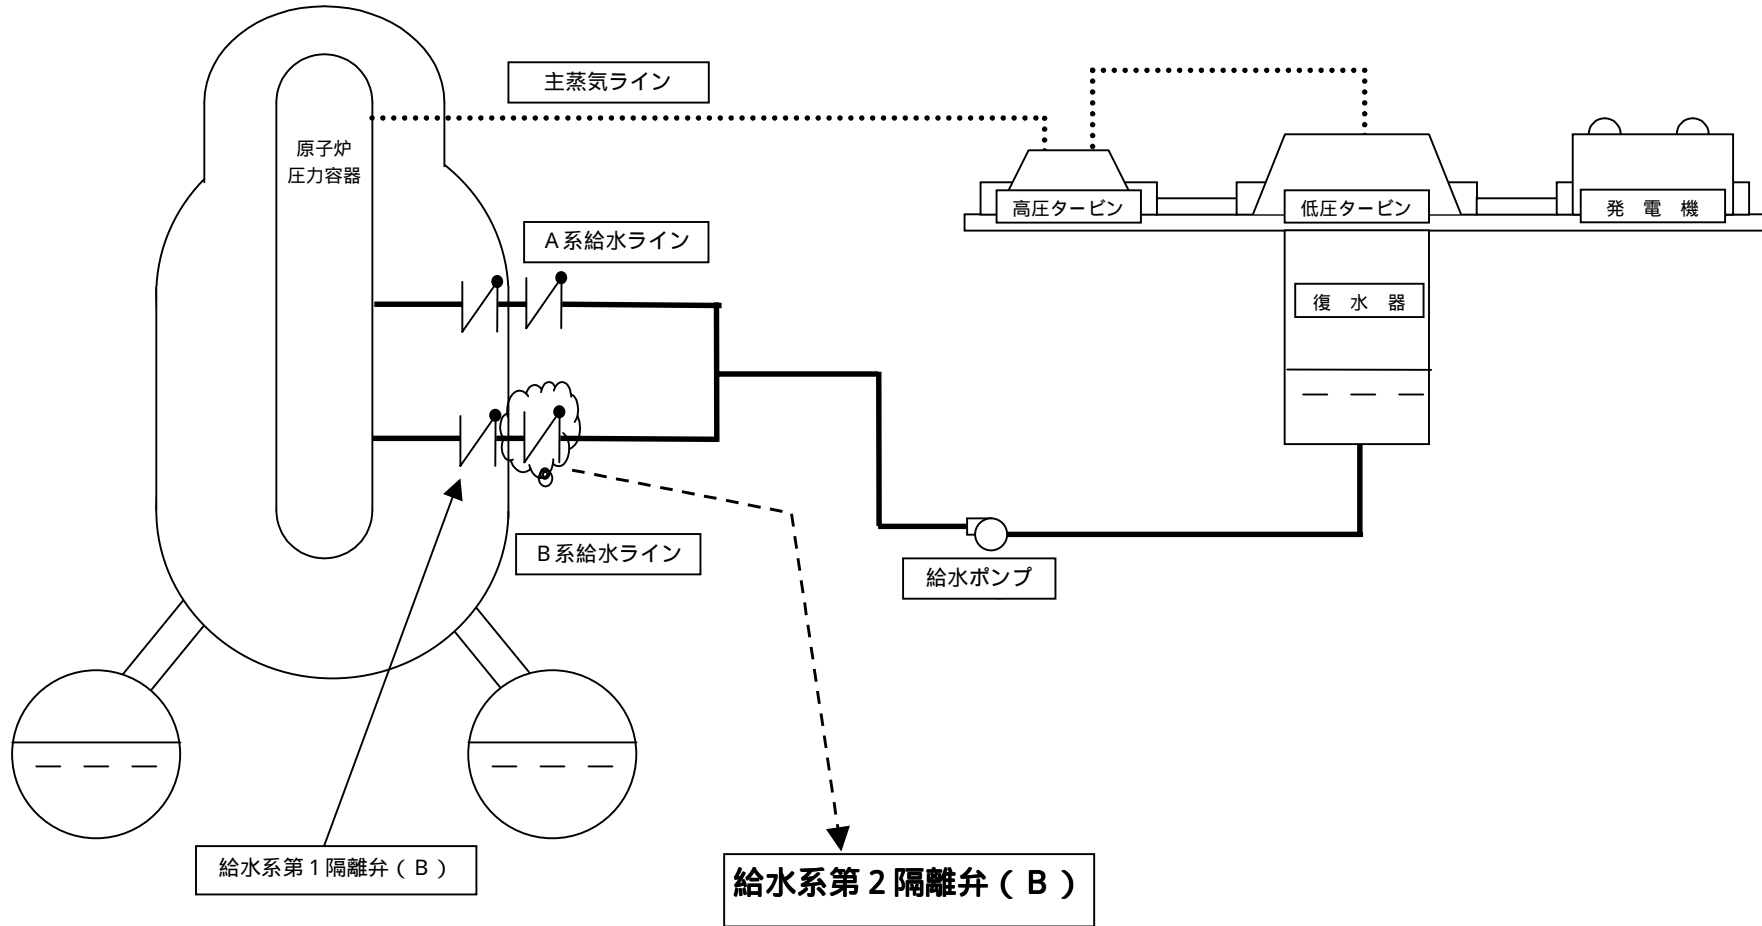 主蒸気ライン
原子炉
圧力容器
高圧タービン
低圧タービン
発 電 機
A系給水ライン
復 水 器
B系給水ライン
給水ポンプ
給水系第1隔離弁(B)
給水系第2隔離弁(B)